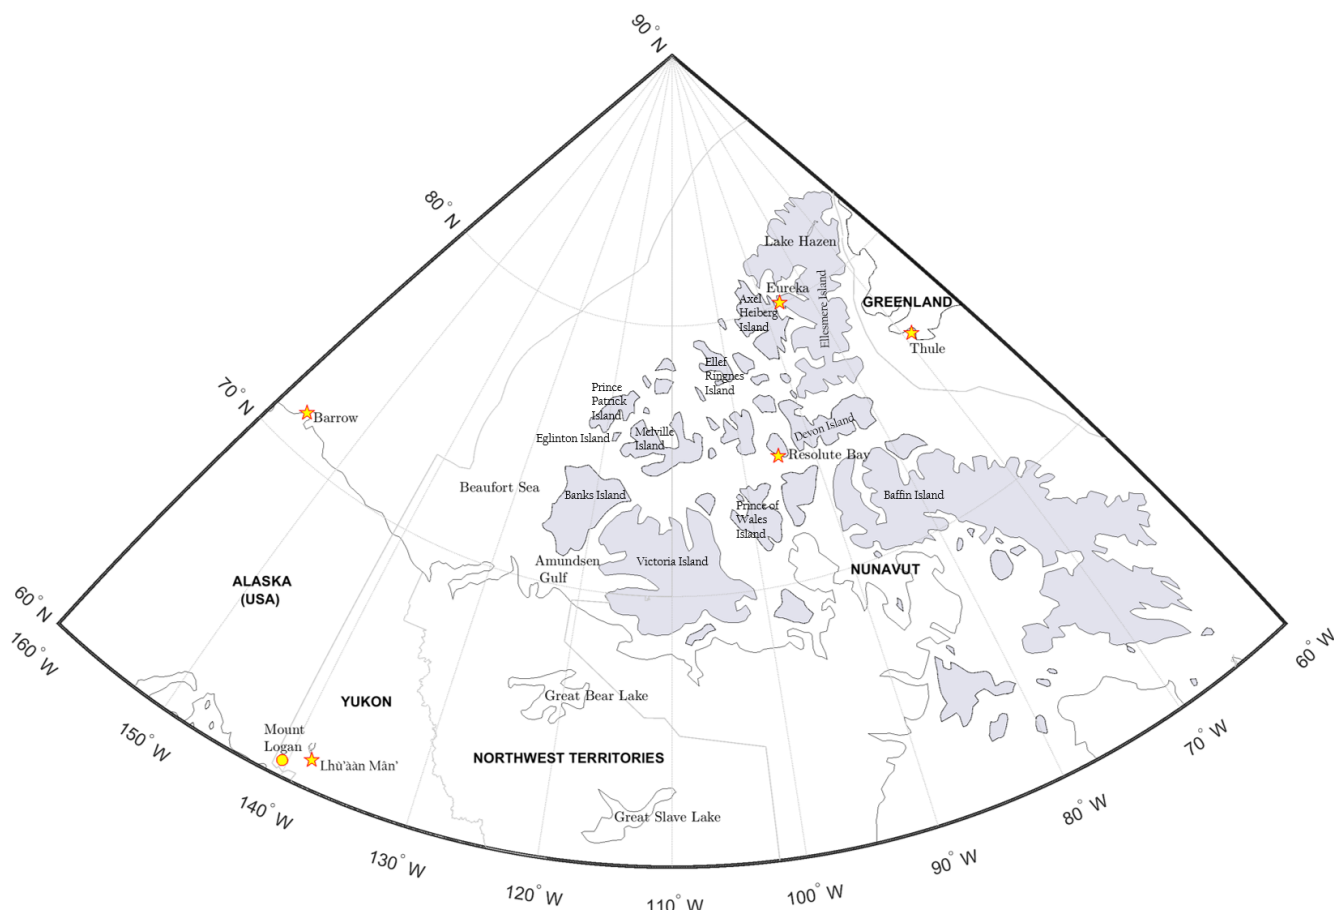 90° N
80° N
Lake Hazen
Eureka
Axel
Heiberg
Island
Ellesmere Island
GREENLAND
Thule
Ellef
Ringnes
Island
70° N
Barrow
Prince
Patrick
Island
Eglinton Island
Melville
Island
Devon Island
Resolute Bay
Beaufort Sea
Banks Island
Baffin Island
Prince of
Wales
Island
Amundsen
Gulf
Victoria Island
NUNAVUT
ALASKA
(USA)
60° N
60° W
160° W
YUKON
Great Bear Lake
Mount
Logan
Lhù'ààn Mân'
NORTHWEST TERRITORIES
Great Slave Lake
150° W
70° W
140° W
80° W
130° W
90° W
120° W
100° W
110° W